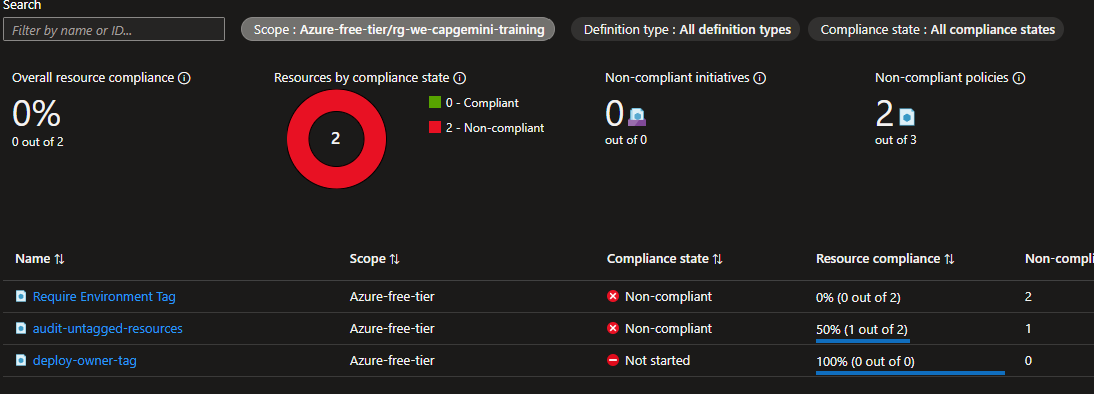 Search
Filter by name or ID...
Scope : Azure-free-tier/rg-we-capgemini-training
Definition type : All definition types
Compliance state : All compliance states
Overall resource compliance
0%
0 out of 2
Resources by compliance state
2
0 - Compliant
2 - Non-compliant
Non-compliant initiatives
0
out of 0
Non-compliant policies
2
out of 3
Name Scope Compliance state Resource compliance Non-compli
Require Environment Tag Azure-free-tier Non-compliant 0% (0 out of 2) 2
audit-untagged-resources Azure-free-tier Non-compliant 50% (1 out of 2) 1
deploy-owner-tag Azure-free-tier Not started 100% (0 out of 0) 0